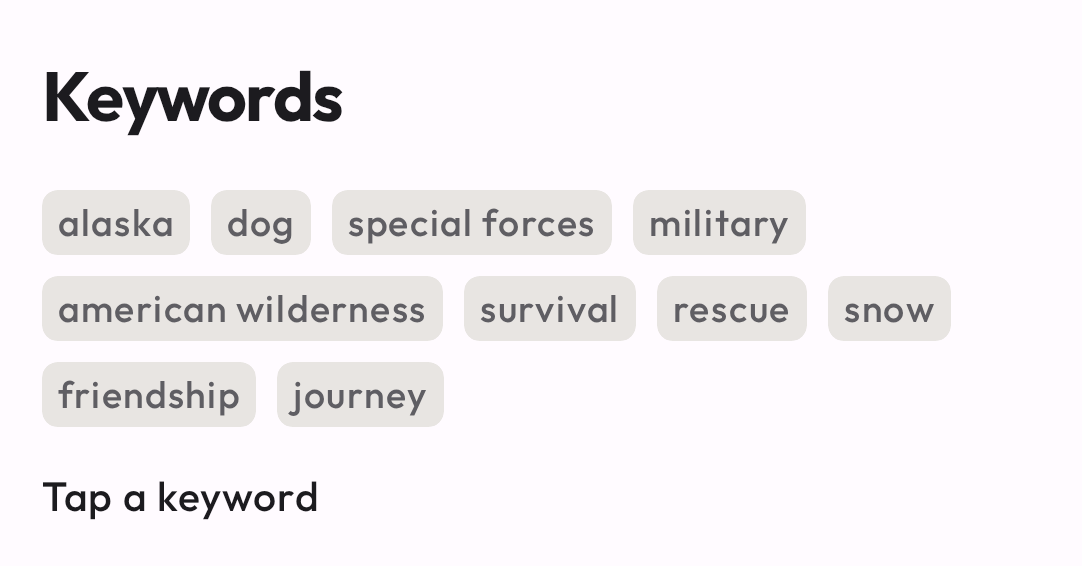 Keywords
alaska dog special forces military
american wilderness survival rescue snow
friendship journey
Tap a keyword